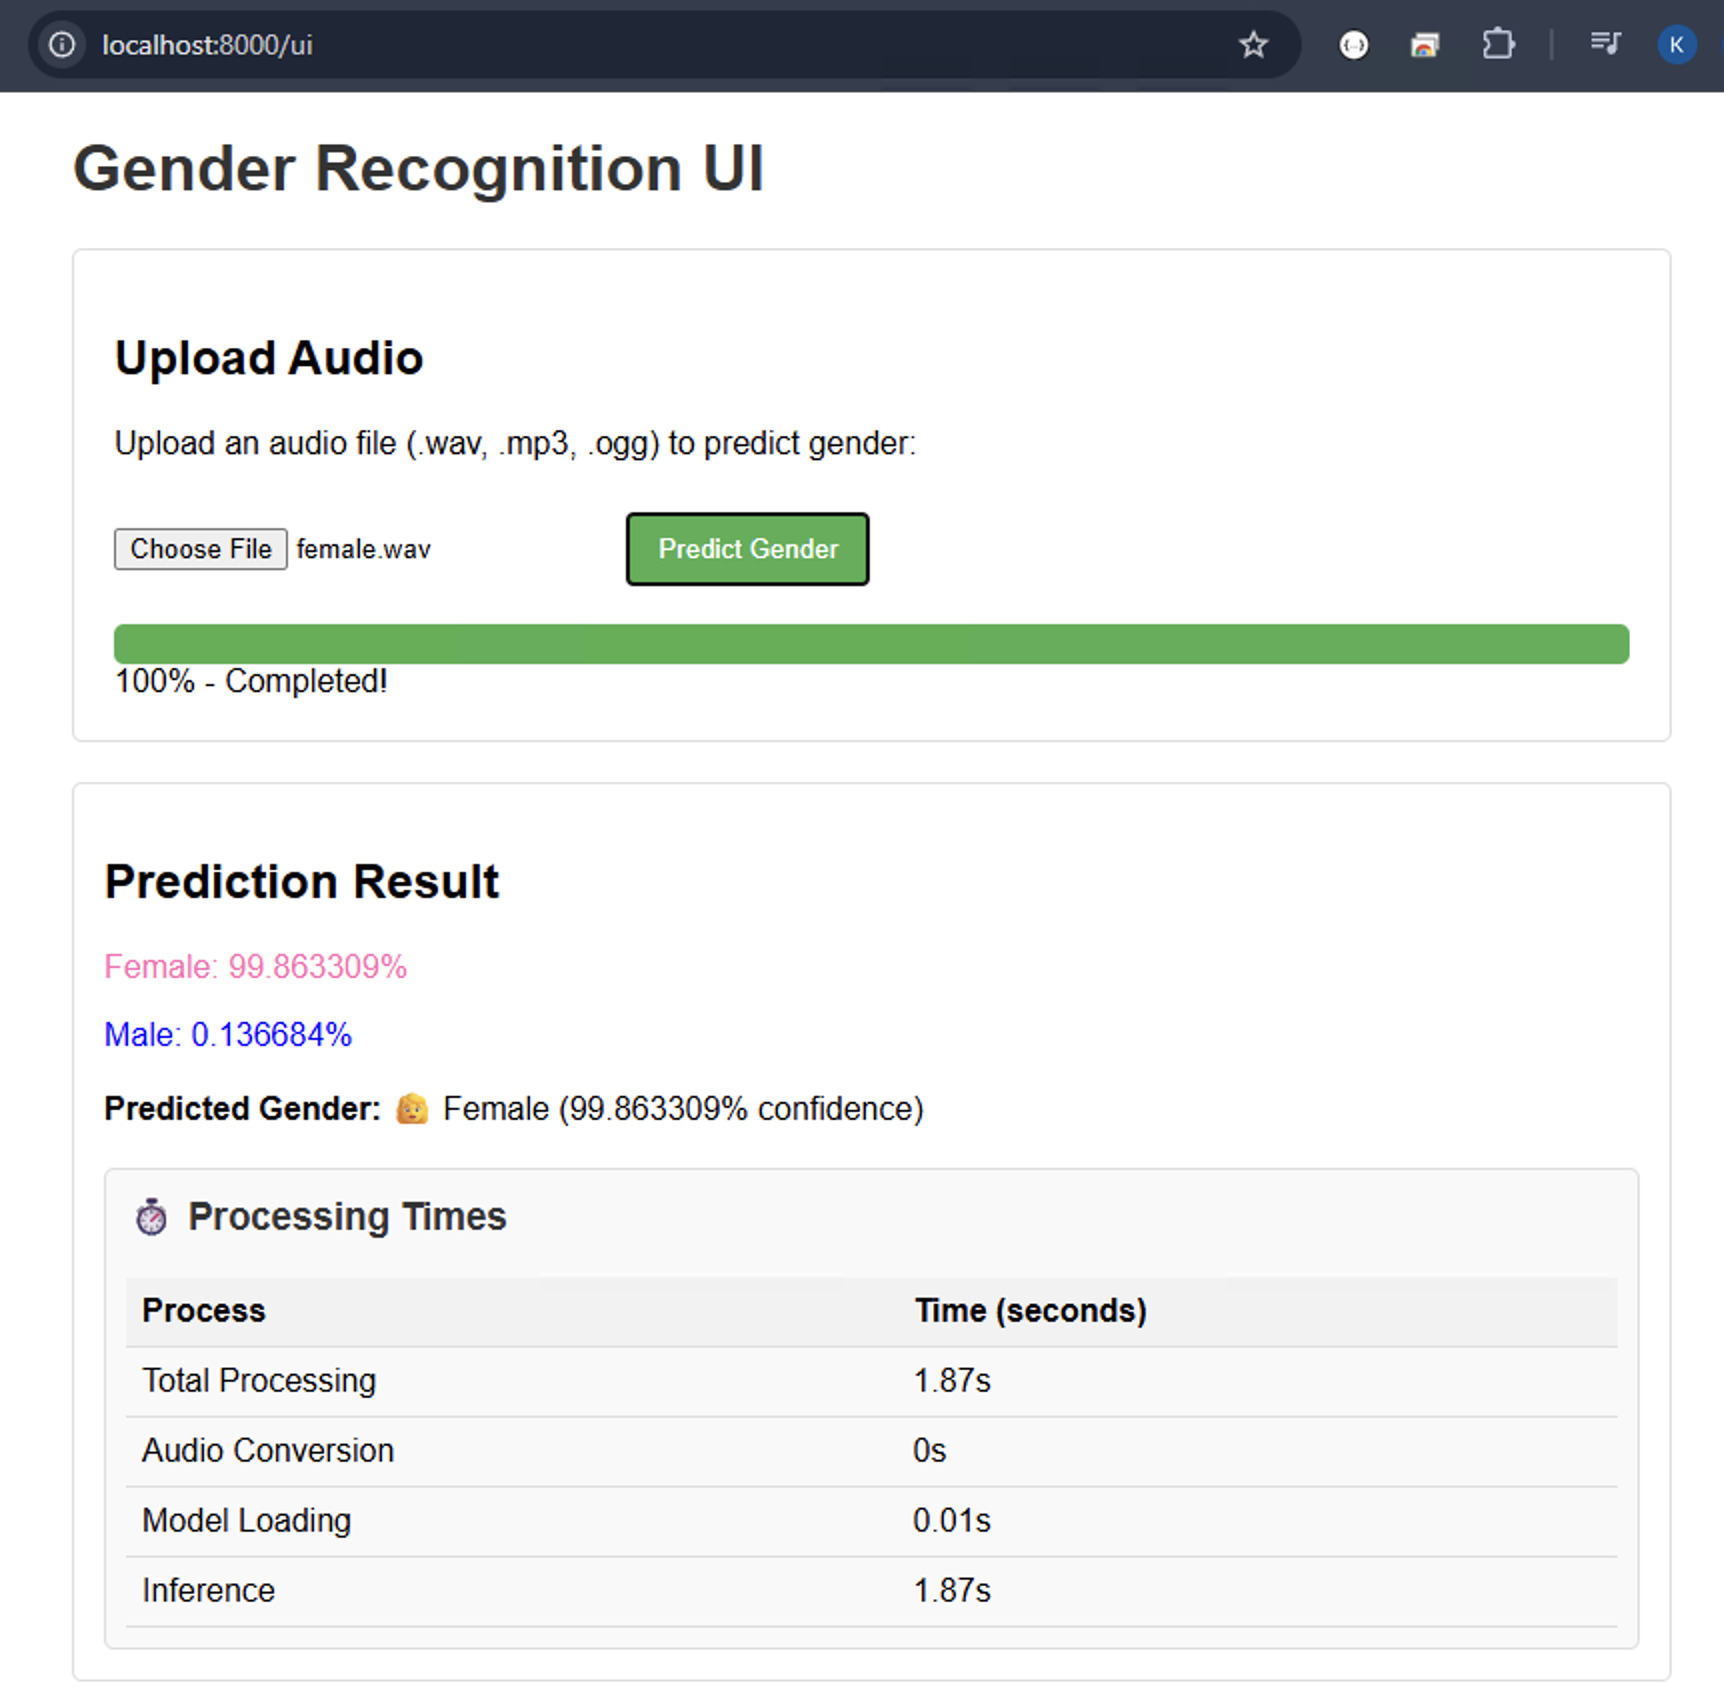 localhost:8000/ui
K
Gender Recognition UI
Upload Audio
Upload an audio file (.wav, .mp3, .ogg) to predict gender:
Choose File female.wav
Predict Gender
100% - Completed!
Prediction Result
Female: 99.863309%
Male: 0.136684%
Predicted Gender: 👩 Female (99.863309% confidence)
⏱ Processing Times
Process Time (seconds)
Total Processing 1.87s
Audio Conversion 0s
Model Loading 0.01s
Inference 1.87s